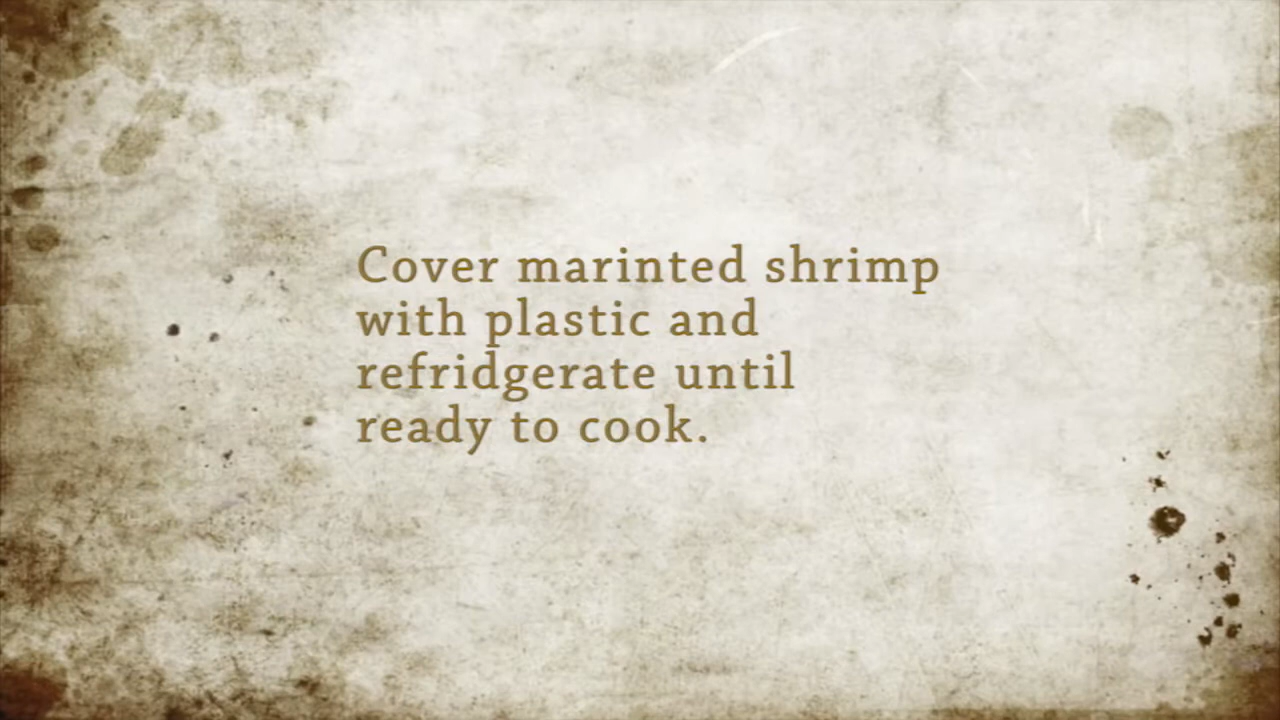 Cover marinted shrimp
with plastic and
refridgerate until
ready to cook.